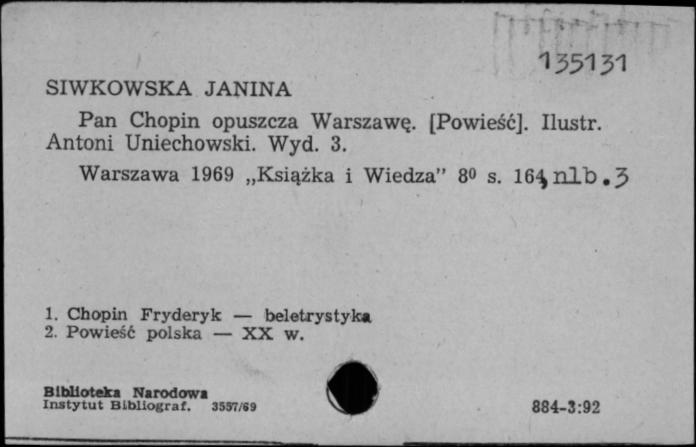 135131
SIWKOWSKA JANINA
Pan Chopin opuszcza Warszawę. [Powieść]. Ilustr.
Antoni Uniechowski. Wyd. 3.
Warszawa 1969 „Książka i Wiedza” 8⁰ s. 164, nlb. 3
1. Chopin Fryderyk — beletrystyka
2. Powieść polska — XX w.
Biblioteka Narodowa
Instytut Bibliograf. 3557/69
884-3:92